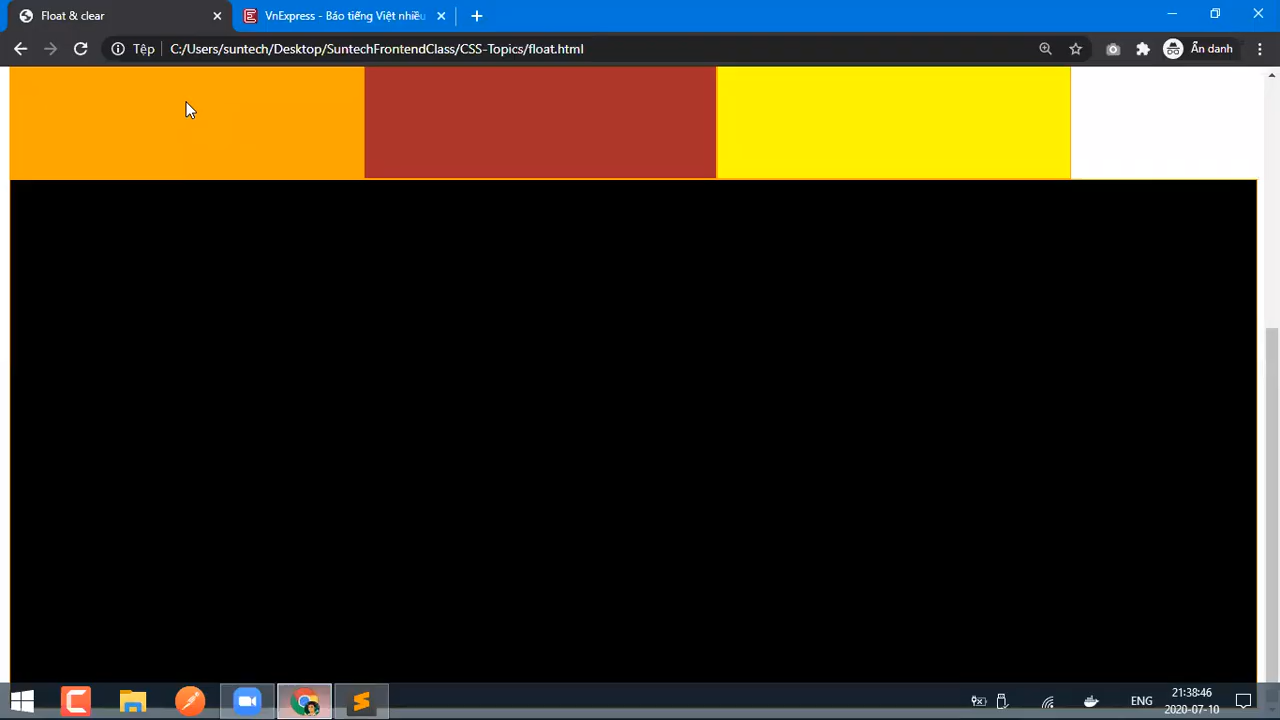 Float & clear
VnExpress - Báo tiếng Việt nhiều
Tệp
C:/Users/suntech/Desktop/SuntechFrontendClass/CSS-Topics/float.html
Ẩn danh
ENG
21:38:46
2020-07-10